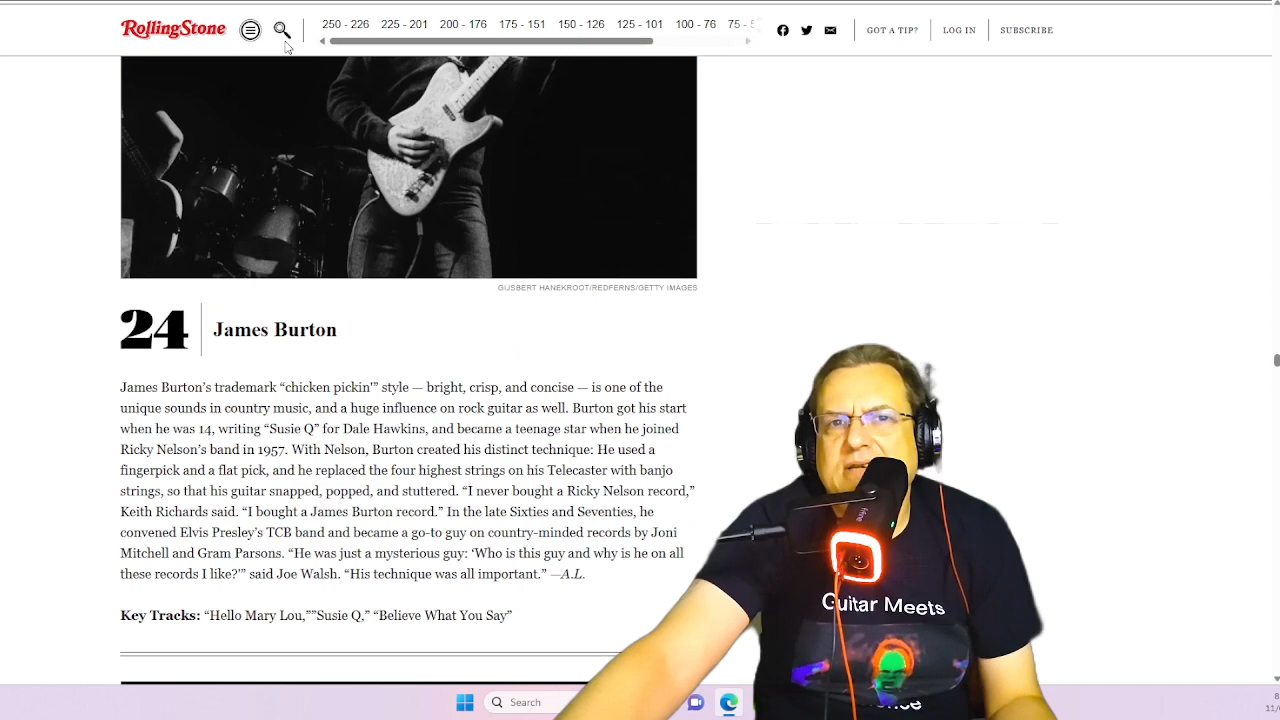 RollingStone
250 - 226 225 - 201 200 - 176 175 - 151 150 - 126 125 - 101 100 - 76 75 -
GOT A TIP? LOG IN SUBSCRIBE
GIJSBERT HANEKROOT/REDFERNS/GETTY IMAGES
24 James Burton
James Burton’s trademark “chicken pickin'” style — bright, crisp, and concise — is one of the
unique sounds in country music, and a huge influence on rock guitar as well. Burton got his start
when he was 14, writing “Susie Q” for Dale Hawkins, and became a teenage star when he joined
Ricky Nelson’s band in 1957. With Nelson, Burton created his distinct technique: He used a
fingerpick and a flat pick, and he replaced the four highest strings on his Telecaster with banjo
strings, so that his guitar snapped, popped, and stuttered. “I never bought a Ricky Nelson record,”
Keith Richards said. “I bought a James Burton record.” In the late Sixties and Seventies, he
convened Elvis Presley’s TCB band and became a go-to guy on country-minded records by Joni
Mitchell and Gram Parsons. “He was just a mysterious guy: ‘Who is this guy and why is he on all
these records I like?’” said Joe Walsh. “His technique was all important.” —A.L.
Key Tracks: “Hello Mary Lou,””Susie Q,” “Believe What You Say”
fifine
Guitar Meets
Search